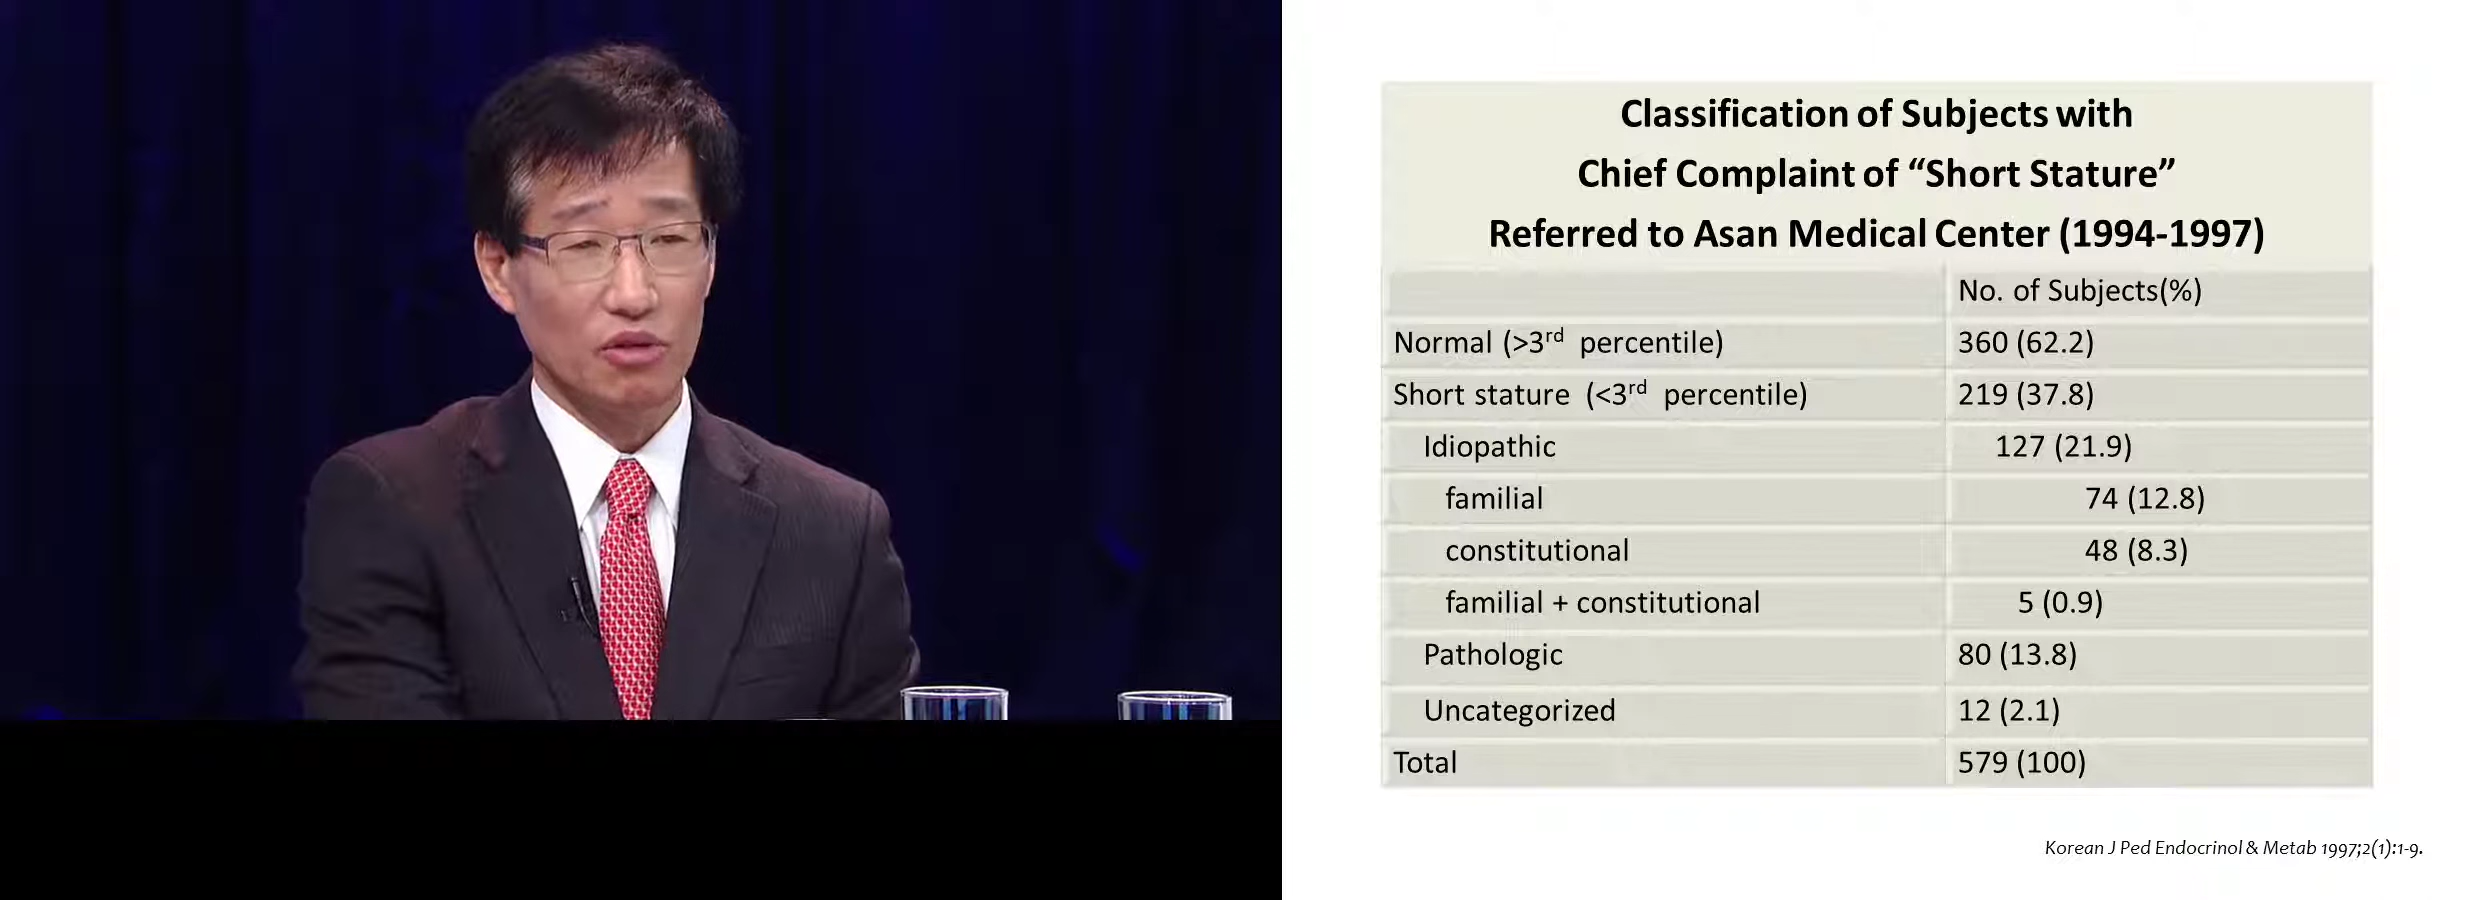 Classification of Subjects with
Chief Complaint of “Short Stature”
Referred to Asan Medical Center (1994-1997)
No. of Subjects(%)
Normal (>3rd percentile) 360 (62.2)
Short stature (<3rd percentile) 219 (37.8)
Idiopathic 127 (21.9)
familial 74 (12.8)
constitutional 48 (8.3)
familial + constitutional 5 (0.9)
Pathologic 80 (13.8)
Uncategorized 12 (2.1)
Total 579 (100)
Korean J Ped Endocrinol & Metab 1997;2(1):1-9.